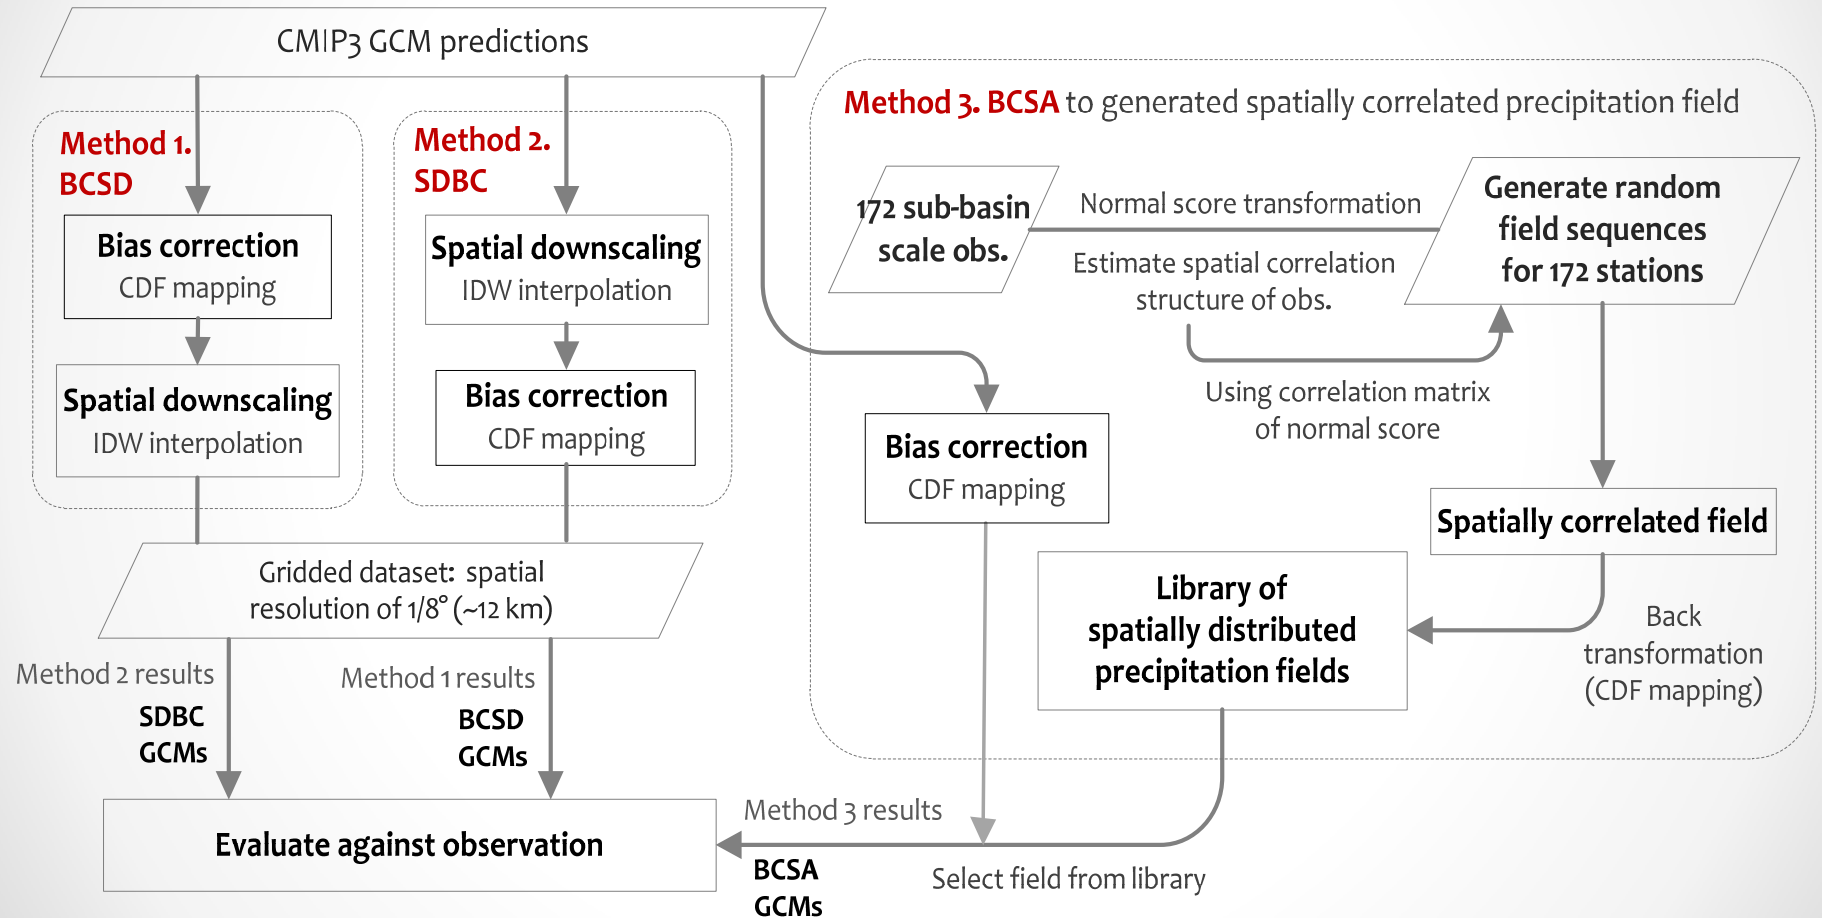 CMIP3 GCM predictions
Method 1.
BCSD
Bias correction
CDF mapping
Spatial downscaling
IDW interpolation
Method 2.
SDBC
Spatial downscaling
IDW interpolation
Bias correction
CDF mapping
Gridded dataset: spatial
resolution of 1/8° (~12 km)
Method 2 results
SDBC
GCMs
Method 1 results
BCSD
GCMs
Evaluate against observation
Method 3. BCSA to generated spatially correlated precipitation field
172 sub-basin
scale obs.
Normal score transformation
Estimate spatial correlation
structure of obs.
Generate random
field sequences
for 172 stations
Using correlation matrix
of normal score
Bias correction
CDF mapping
Spatially correlated field
Library of
spatially distributed
precipitation fields
Back
transformation
(CDF mapping)
Method 3 results
BCSA
GCMs
Select field from library